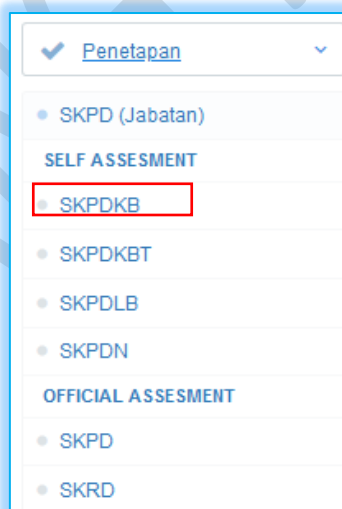 Penetapan
SKPD (Jabatan)
SELF ASSESMENT
SKPDKB
SKPDKBT
SKPDLB
SKPDN
OFFICIAL ASSESMENT
SKPD
SKRD